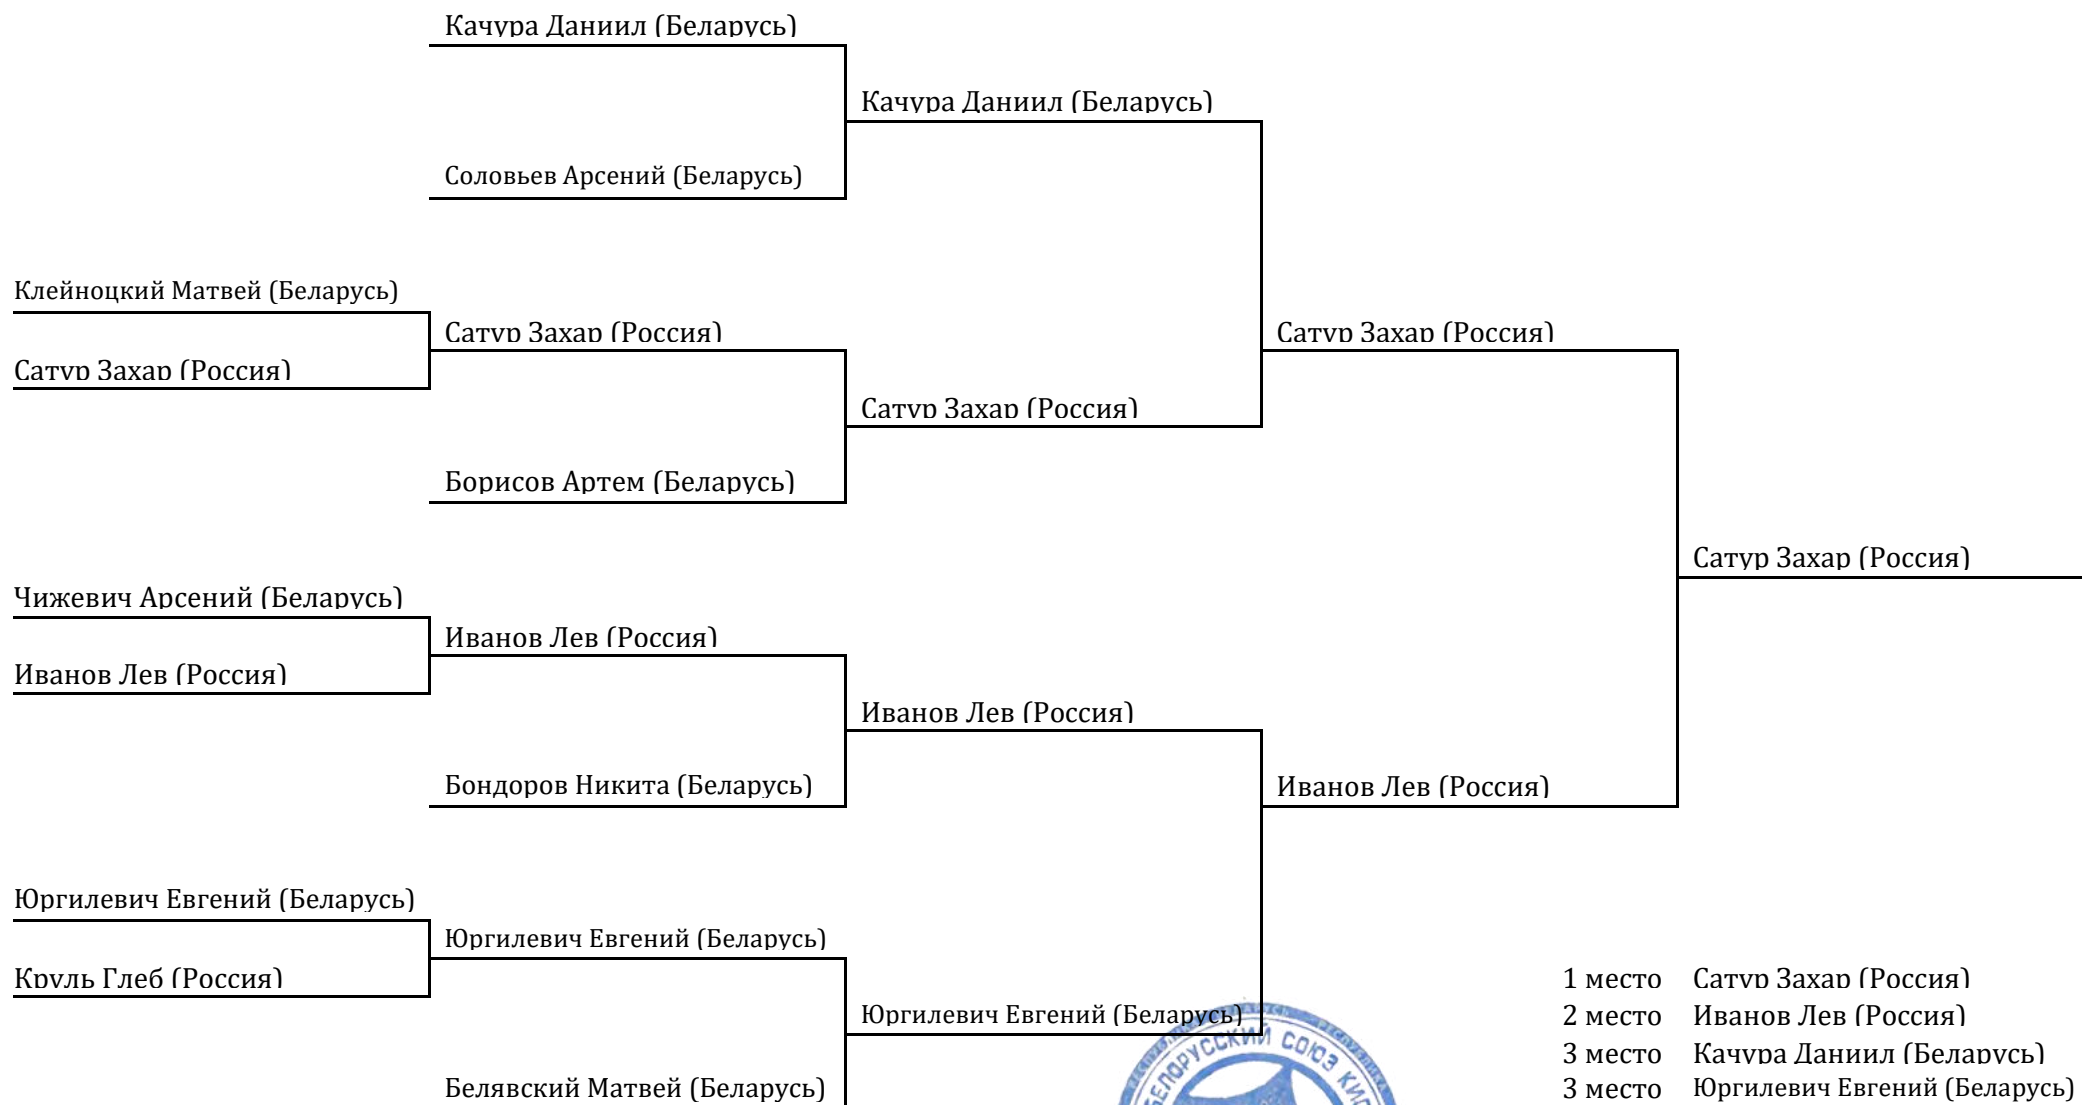 Качура Даниил (Беларусь)
Качура Даниил (Беларусь)
Соловьев Арсений (Беларусь)
Клейноцкий Матвей (Беларусь)
Сатур Захар (Россия)
Сатур Захар (Россия)
Сатур Захар (Россия)
Сатур Захар (Россия)
Борисов Артем (Беларусь)
Сатур Захар (Россия)
Чижевич Арсений (Беларусь)
Иванов Лев (Россия)
Иванов Лев (Россия)
Иванов Лев (Россия)
Бондоров Никита (Беларусь)
Иванов Лев (Россия)
Юргилевич Евгений (Беларусь)
Юргилевич Евгений (Беларусь)
Круль Глеб (Россия)
Юргилевич Евгений (Беларусь)
Белявский Матвей (Беларусь)
1 место Сатур Захар (Россия)
2 место Иванов Лев (Россия)
3 место Качура Даниил (Беларусь)
3 место Юргилевич Евгений (Беларусь)
БЕЛОРУССКИЙ СОЮЗ